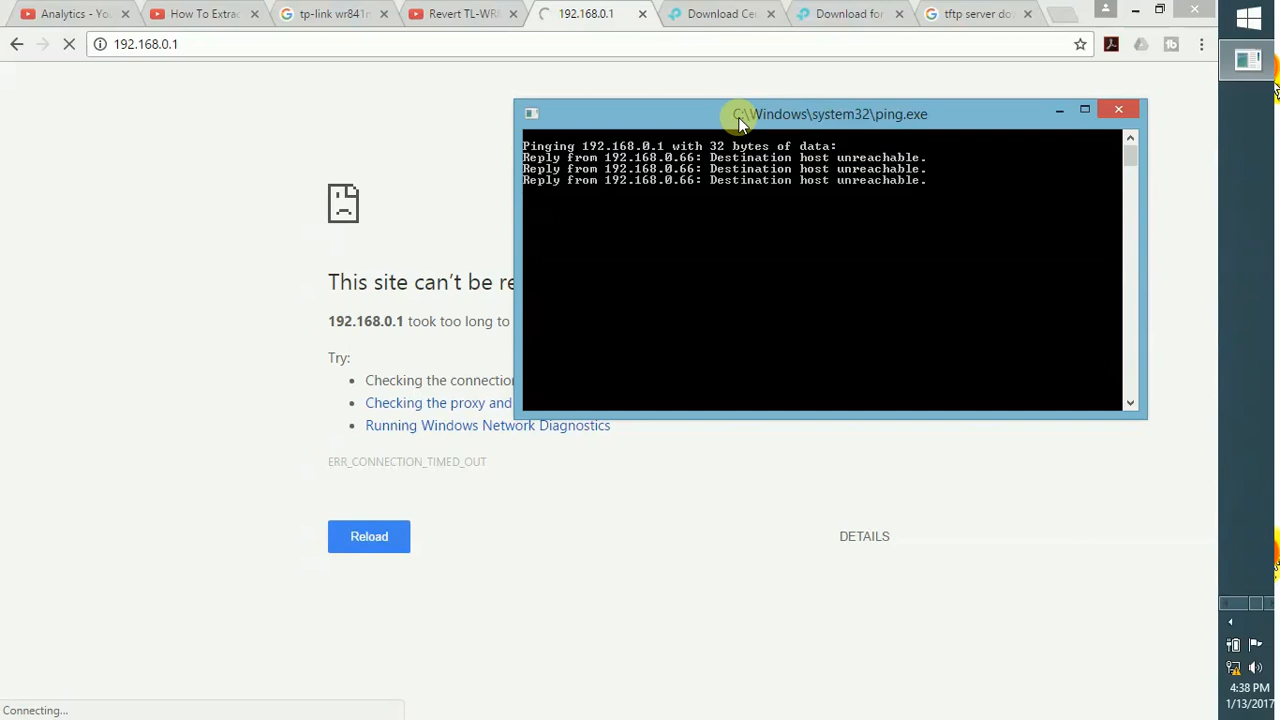 Analytics - You
How To Extrac
tp-link wr841n
Revert TL-WR
192.168.0.1
Download Ce
Download for
tftp server do
192.168.0.1
C:\Windows\system32\ping.exe
Pinging 192.168.0.1 with 32 bytes of data:
Reply from 192.168.0.66: Destination host unreachable.
Reply from 192.168.0.66: Destination host unreachable.
Reply from 192.168.0.66: Destination host unreachable.
This site can't be re
192.168.0.1 took too long to
Try:
Checking the connection
Checking the proxy and
Running Windows Network Diagnostics
ERR_CONNECTION_TIMED_OUT
Reload
DETAILS
Connecting...
4:38 PM
1/13/2017